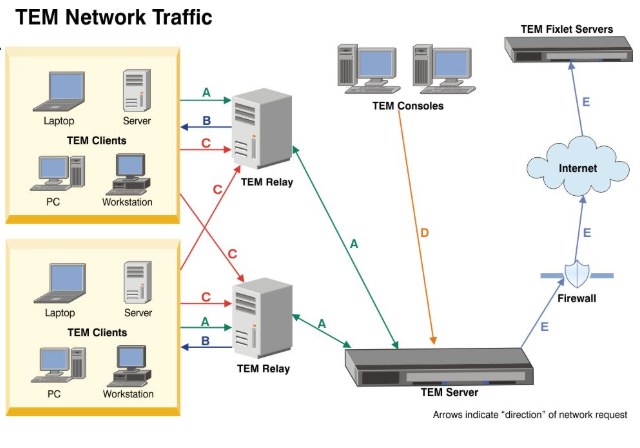 TEM Network Traffic
TEM Fixlet Servers
A
B
C
Laptop
Server
TEM Clients
PC
Workstation
TEM Relay
TEM Consoles
E
Internet
C
C
A
D
E
Firewall
Laptop
Server
TEM Clients
PC
Workstation
C
A
B
TEM Relay
A
E
TEM Server
Arrows indicate “direction” of network request